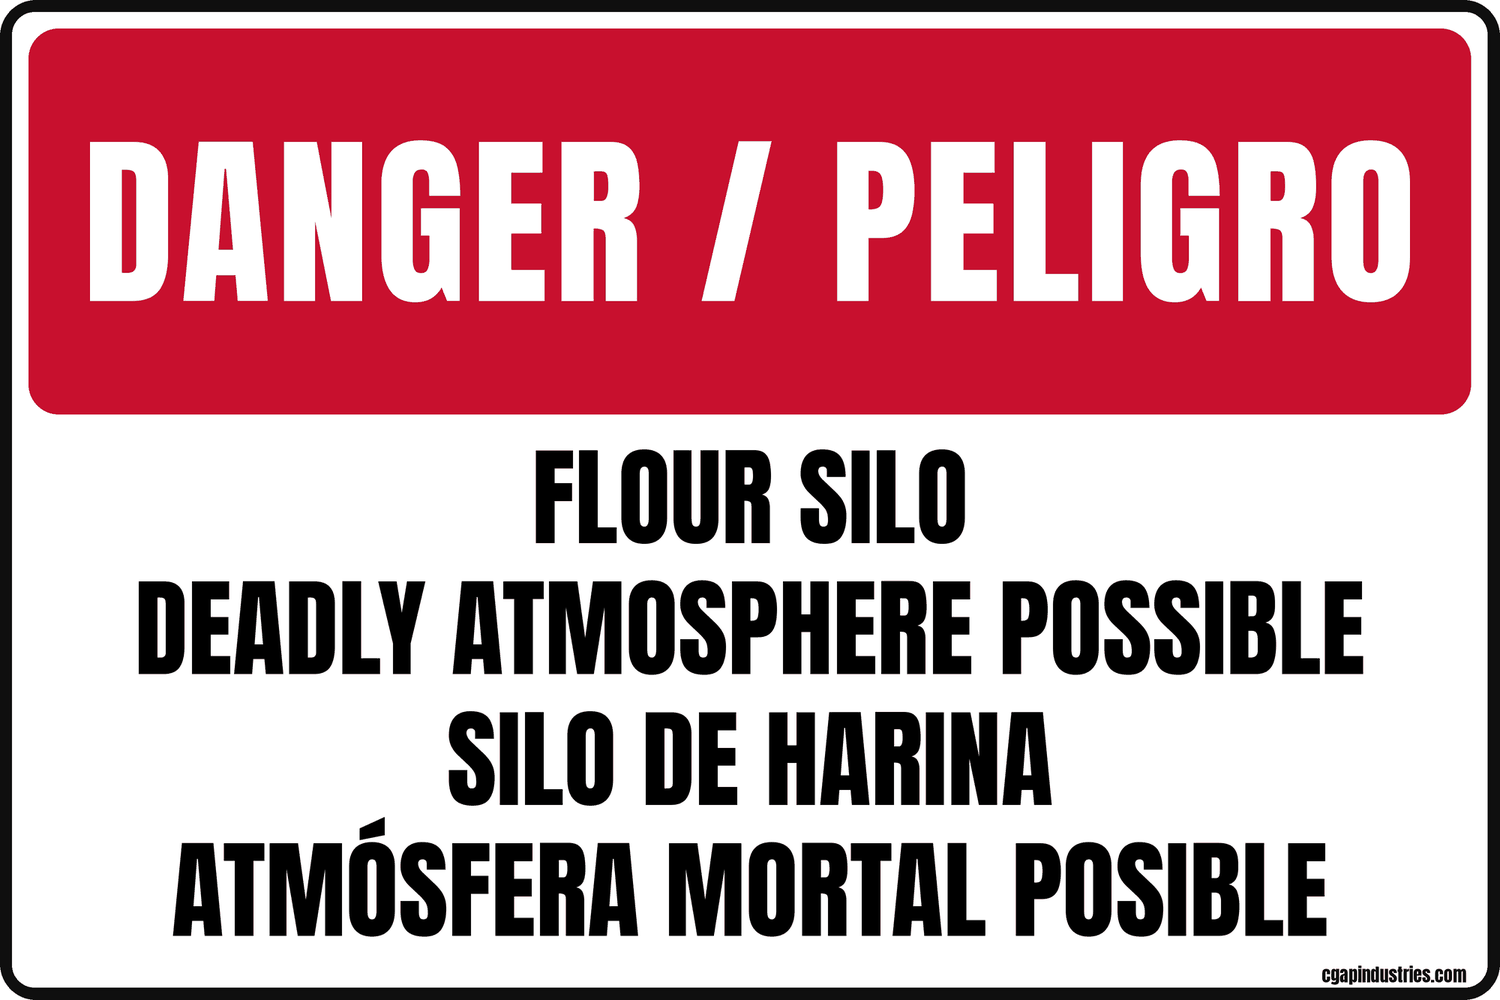 DANGER / PELIGRO
FLOUR SILO
DEADLY ATMOSPHERE POSSIBLE
SILO DE HARINA
ATMÓSFERA MORTAL POSIBLE
cgapindustries.com